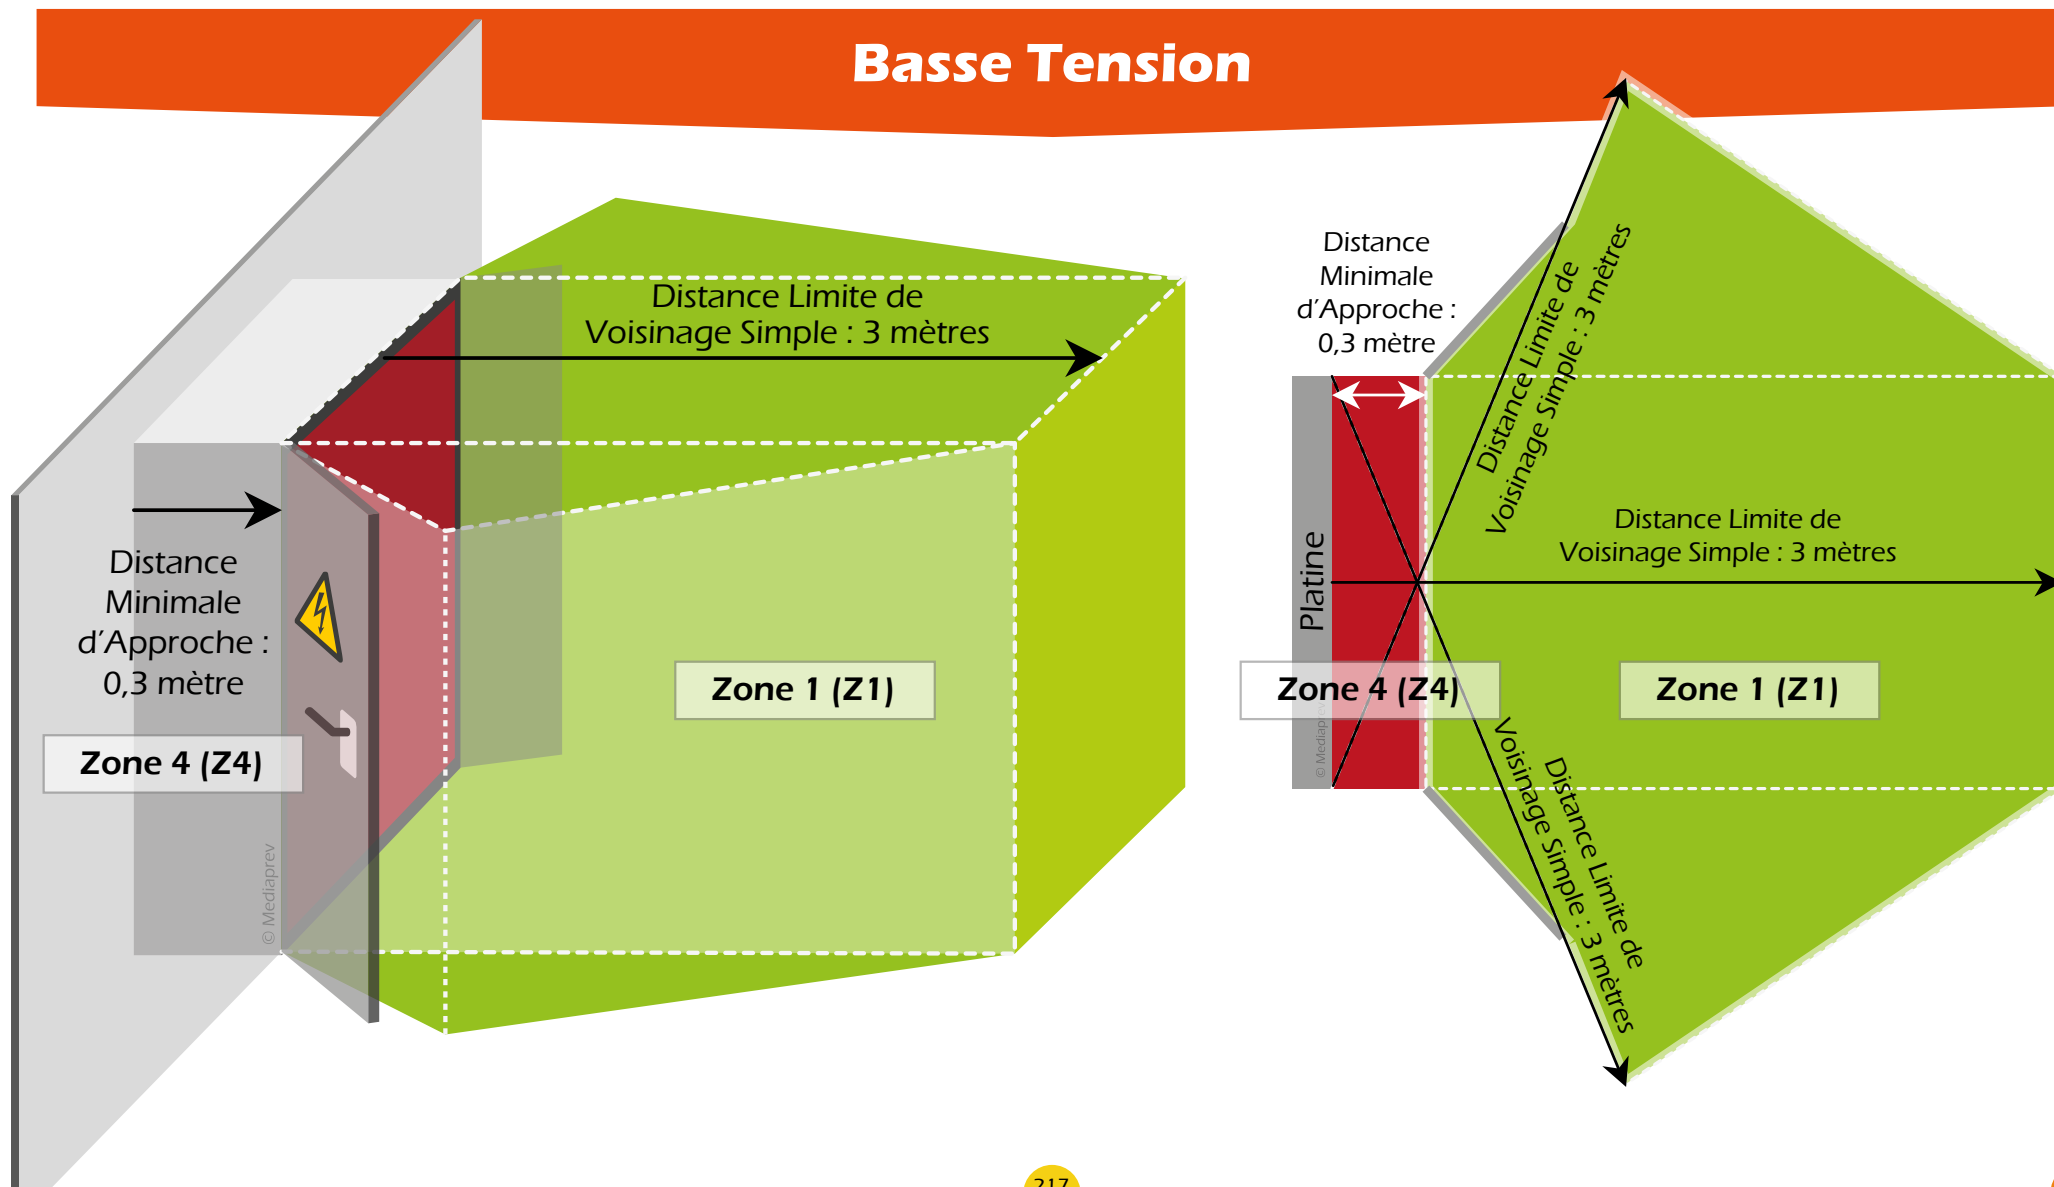 Basse Tension
Distance Limite de
Voisinage Simple : 3 mètres
Distance
Minimale
d'Approche :
0,3 mètre
Zone 4 (Z4)
Zone 1 (Z1)
© Mediaprev
Distance
Minimale
d'Approche :
0,3 mètre
Distance Limite de
Voisinage Simple : 3 mètres
Distance Limite de
Voisinage Simple : 3 mètres
Platine
Zone 4 (Z4)
Zone 1 (Z1)
© Mediaprev
Distance Limite de
Voisinage Simple : 3 mètres
217